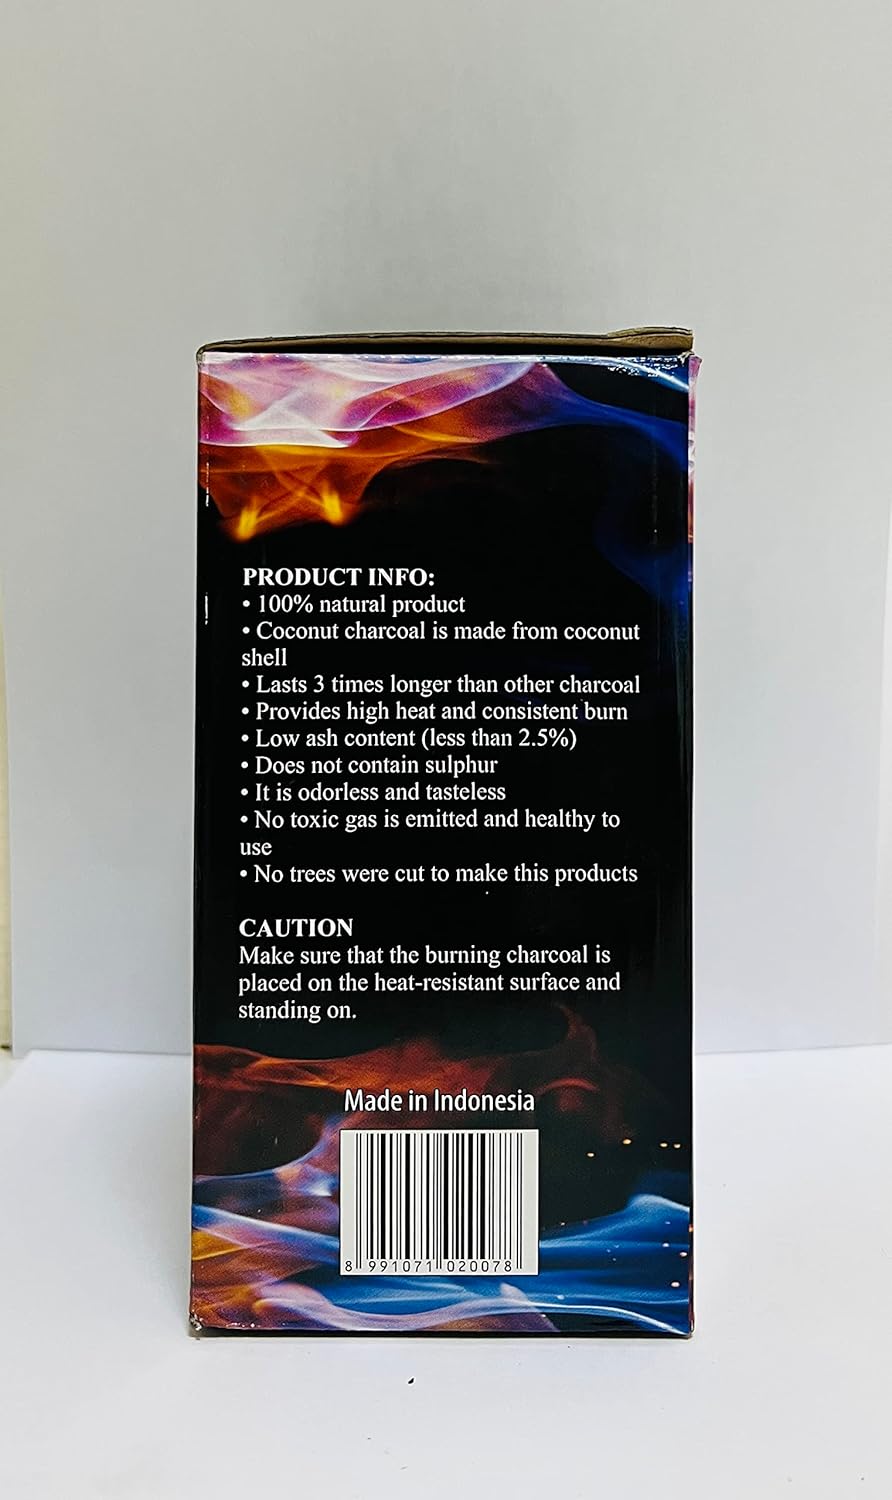 PRODUCT INFO:
• 100% natural product
• Coconut charcoal is made from coconut
shell
• Lasts 3 times longer than other charcoal
• Provides high heat and consistent burn
• Low ash content (less than 2.5%)
• Does not contain sulphur
• It is odorless and tasteless
• No toxic gas is emitted and healthy to
use
• No trees were cut to make this products
CAUTION
Make sure that the burning charcoal is
placed on the heat-resistant surface and
standing on.
Made in Indonesia
8 991071 020078